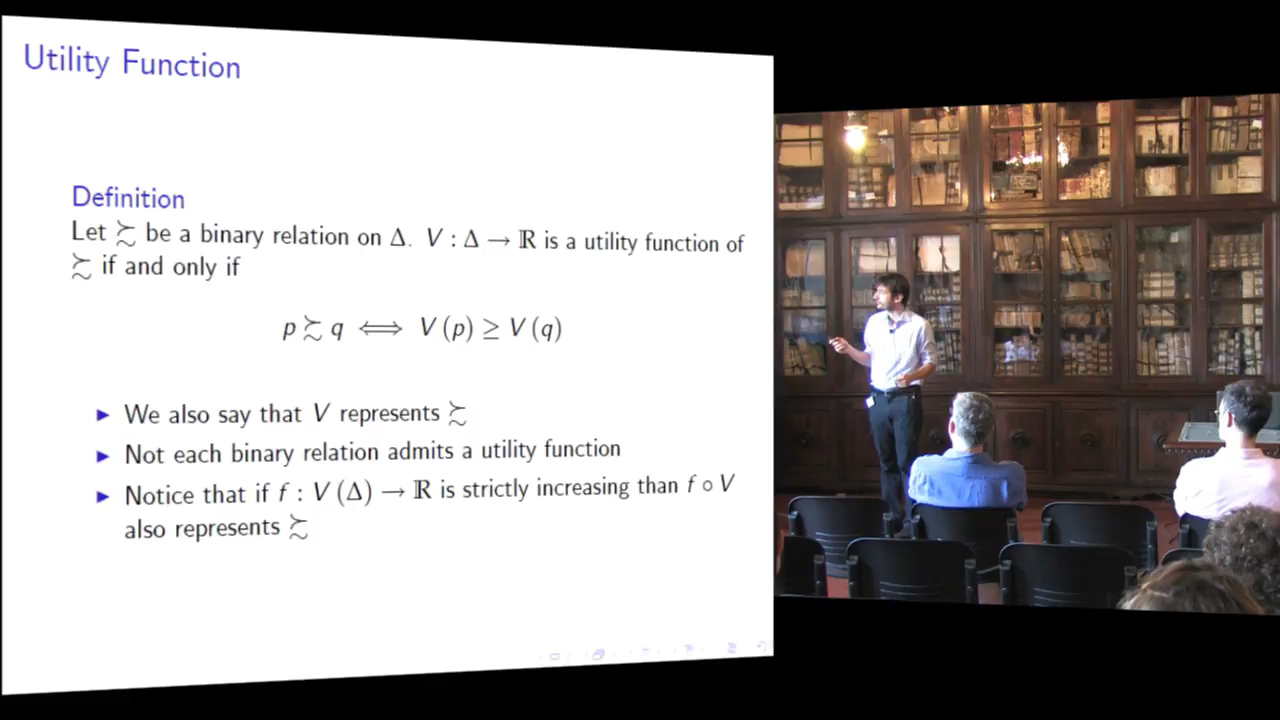 Utility Function
Definition
Let ≿ be a binary relation on Δ. V : Δ → ℝ is a utility function of
≿ if and only if
p ≿ q ⟺ V (p) ≥ V (q)
▶ We also say that V represents ≿
▶ Not each binary relation admits a utility function
▶ Notice that if f : V (Δ) → ℝ is strictly increasing than f ∘ V
also represents ≿